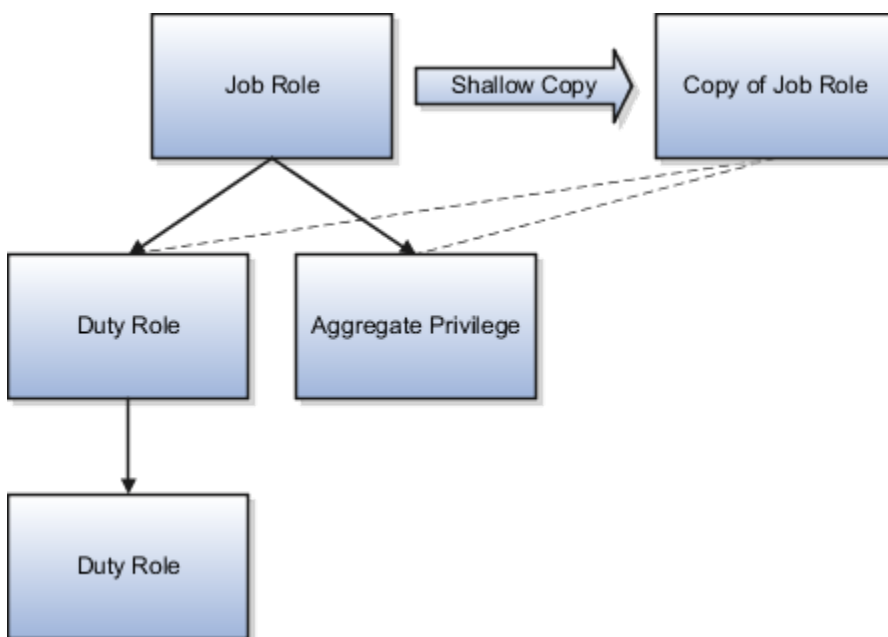 Job Role
Shallow Copy
Copy of Job Role
Duty Role
Aggregate Privilege
Duty Role